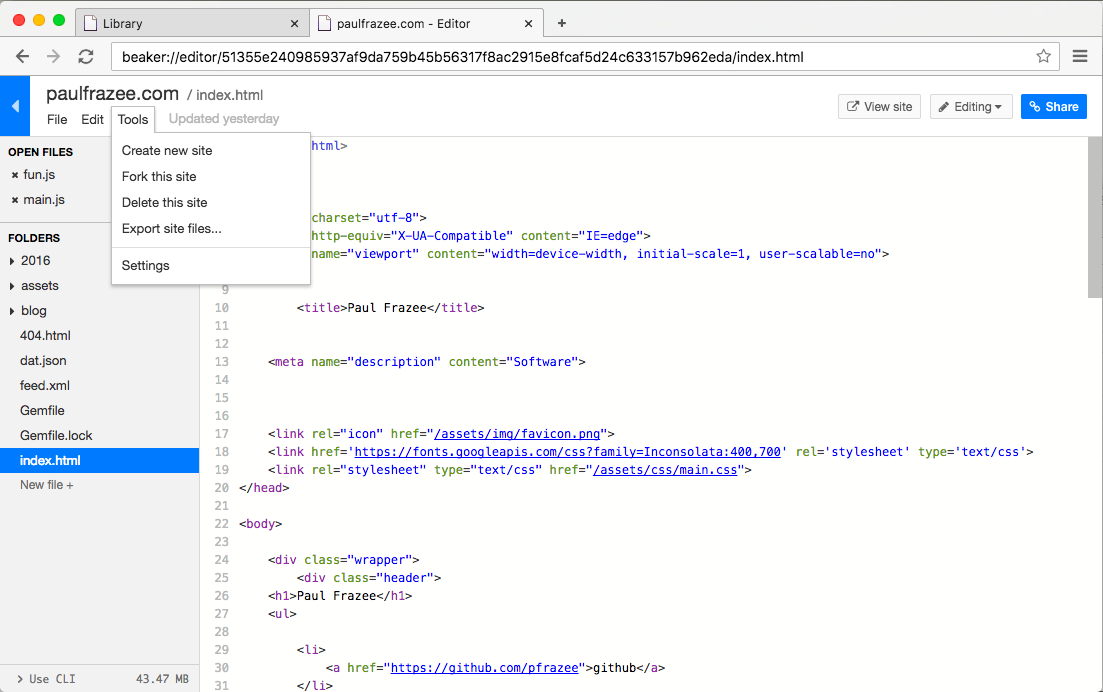 Library
paulfrazee.com - Editor
beaker://editor/51355e240985937af9da759b45b56317f8ac2915e8fcaf5d24c633157b962eda/index.html
paulfrazee.com / index.html
File Edit Tools Updated yesterday
View site
Editing
Share
Create new site
Fork this site
Delete this site
Export site files...
Settings
OPEN FILES
× fun.js
× main.js
FOLDERS
2016
assets
blog
404.html
dat.json
feed.xml
Gemfile
Gemfile.lock
index.html
New file +
> Use CLI 43.47 MB
html>
charset="utf-8">
http-equiv="X-UA-Compatible" content="IE=edge">
name="viewport" content="width=device-width, initial-scale=1, user-scalable=no">
9
10 <title>Paul Frazee</title>
11
12
13 <meta name="description" content="Software">
14
15
16
17 <link rel="icon" href="/assets/img/favicon.png">
18 <link href='https://fonts.googleapis.com/css?family=Inconsolata:400,700' rel='stylesheet' type='text/css'>
19 <link rel="stylesheet" type="text/css" href="/assets/css/main.css">
20 </head>
21
22 <body>
23
24 <div class="wrapper">
25 <div class="header">
26 <h1>Paul Frazee</h1>
27 <ul>
28
29 <li>
30 <a href="https://github.com/pfrazee">github</a>
31 </li>